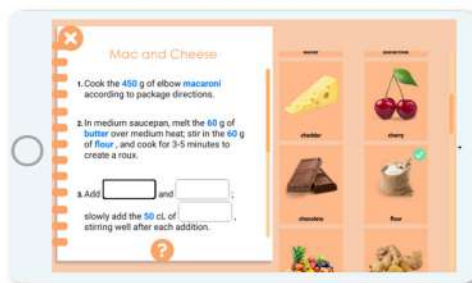 Mac and Cheese
1. Cook the 450 g of elbow macaroni
according to package directions.
2. In medium saucepan, melt the 60 g of
butter over medium heat; stir in the 60 g
of flour, and cook for 3-5 minutes to
create a roux.
3. Add and ;
slowly add the 50 cL of ,
stirring well after each addition.
?
cheddar
cherry
chocolate
flour